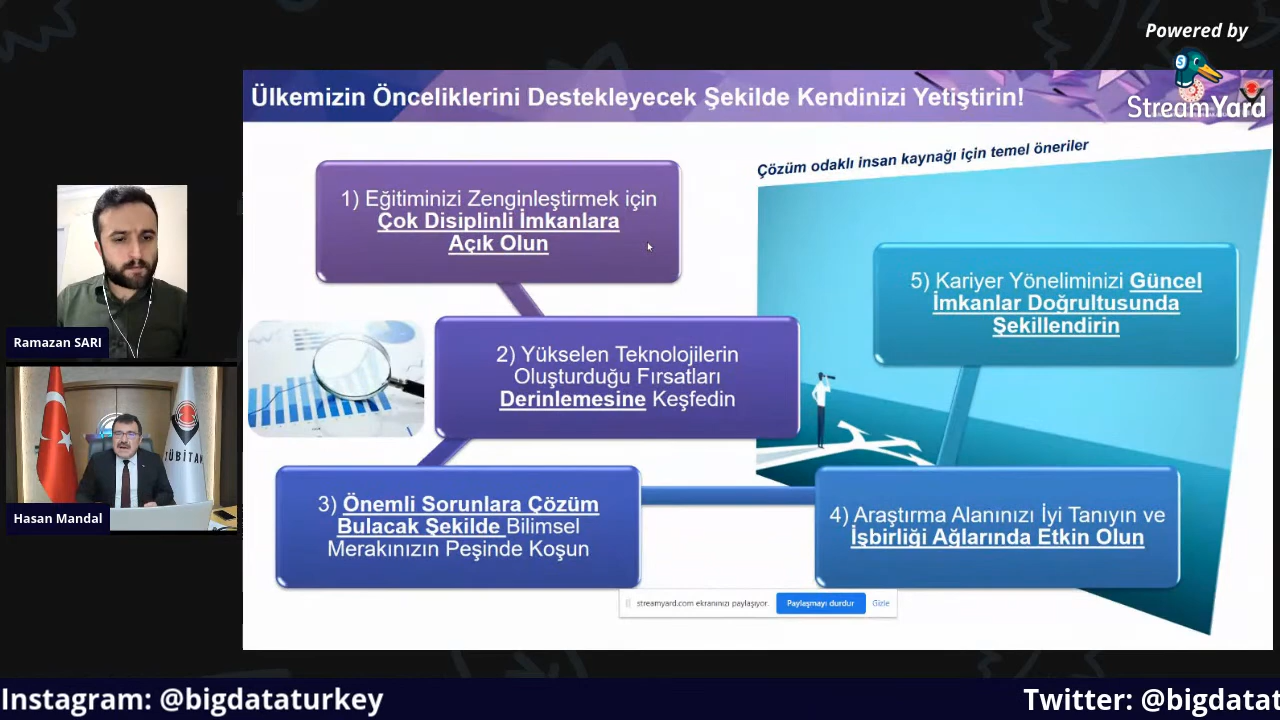 Powered by
StreamYard
Ülkemizin Önceliklerini Destekleyecek Şekilde Kendinizi Yetiştirin!
Çözüm odaklı insan kaynağı için temel öneriler
1) Eğitiminizi Zenginleştirmek için
Çok Disiplinli İmkanlara
Açık Olun
2) Yükselen Teknolojilerin
Oluşturduğu Fırsatları
Derinlemesine Keşfedin
3) Önemli Sorunlara Çözüm
Bulacak Şekilde Bilimsel
Merakınızın Peşinde Koşun
4) Araştırma Alanınızı İyi Tanıyın ve
İşbirliği Ağlarında Etkin Olun
5) Kariyer Yöneliminizi Güncel
İmkanlar Doğrultusunda
Şekillendirin
streamyard.com ekranınızı paylaşıyor.
Paylaşmayı durdur
Gizle
Ramazan SARI
TÜBİTAK
Hasan Mandal
Instagram: @bigdataturkey
Twitter: @bigdatat